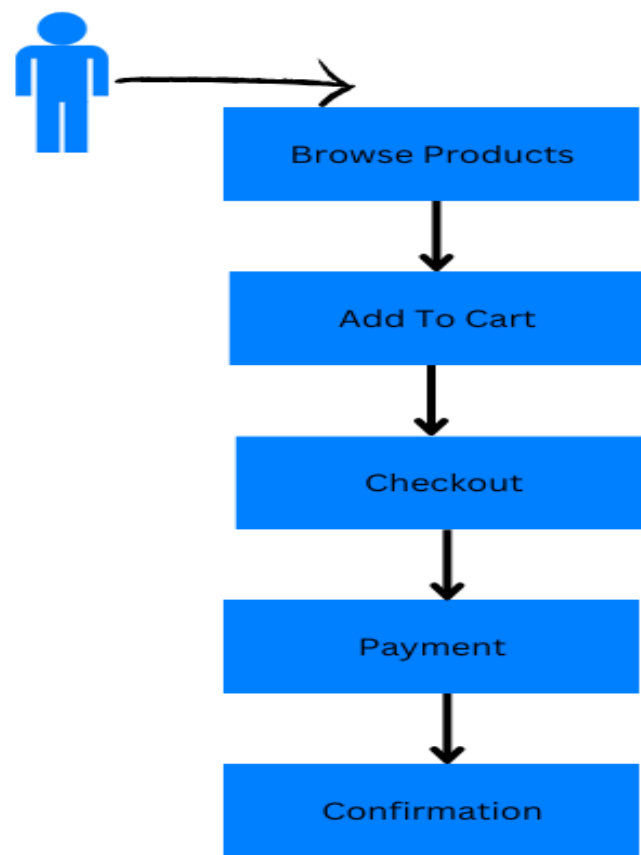 Browse Products
Add To Cart
Checkout
Payment
Confirmation